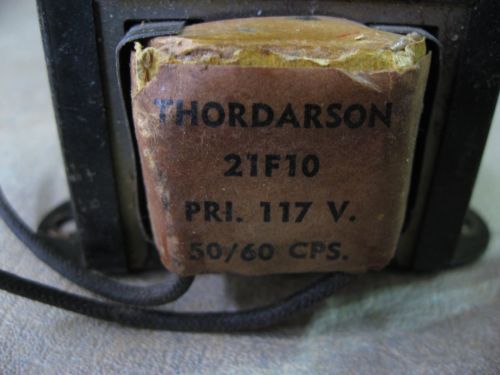 THORDARSON
21F10
PRI. 117 V.
50/60 CPS.